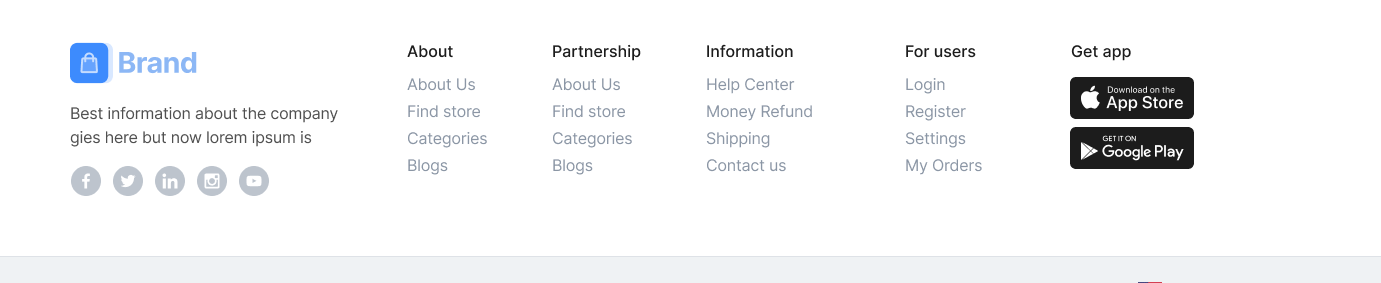 Brand
Best information about the company
gies here but now lorem ipsum is
About
About Us
Find store
Categories
Blogs
Partnership
About Us
Find store
Categories
Blogs
Information
Help Center
Money Refund
Shipping
Contact us
For users
Login
Register
Settings
My Orders
Get app
Download on the
App Store
GET IT ON
Google Play